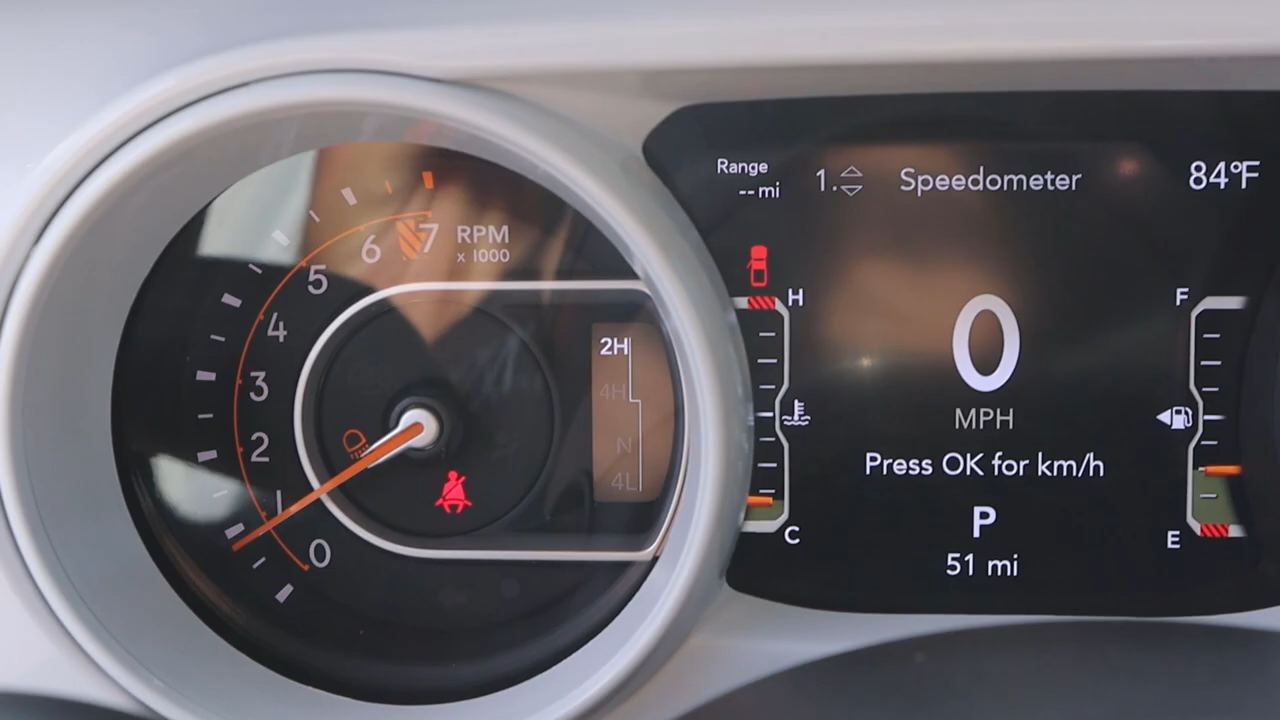 7
6
5
4
3
2
1
0
RPM
x 1000
2H
4H
N
4L
Range
--mi
1.
Speedometer
84°F
H
C
0
MPH
Press OK for km/h
P
51 mi
F
E